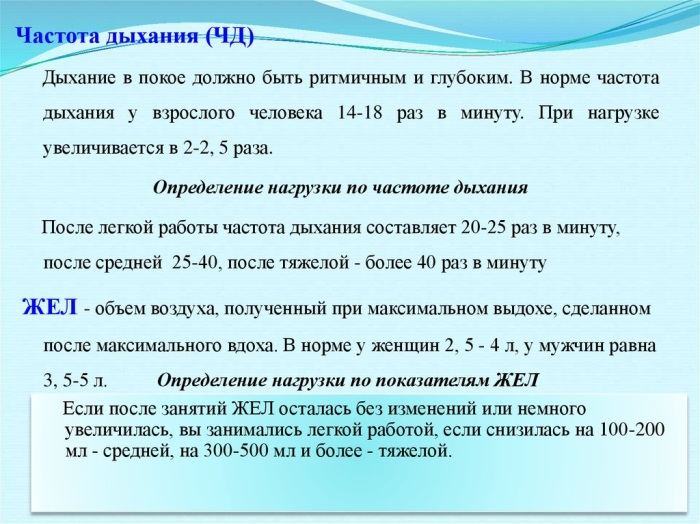 Частота дыхания (ЧД)
Дыхание в покое должно быть ритмичным и глубоким. В норме частота
дыхания у взрослого человека 14-18 раз в минуту. При нагрузке
увеличивается в 2-2, 5 раза.
Определение нагрузки по частоте дыхания
После легкой работы частота дыхания составляет 20-25 раз в минуту,
после средней 25-40, после тяжелой - более 40 раз в минуту
ЖЕЛ - объем воздуха, полученный при максимальном выдохе, сделанном
после максимального вдоха. В норме у женщин 2, 5 - 4 л, у мужчин равна
3, 5-5 л. Определение нагрузки по показателям ЖЕЛ
Если после занятий ЖЕЛ осталась без изменений или немного
увеличилась, вы занимались легкой работой, если снизилась на 100-200
мл - средней, на 300-500 мл и более - тяжелой.